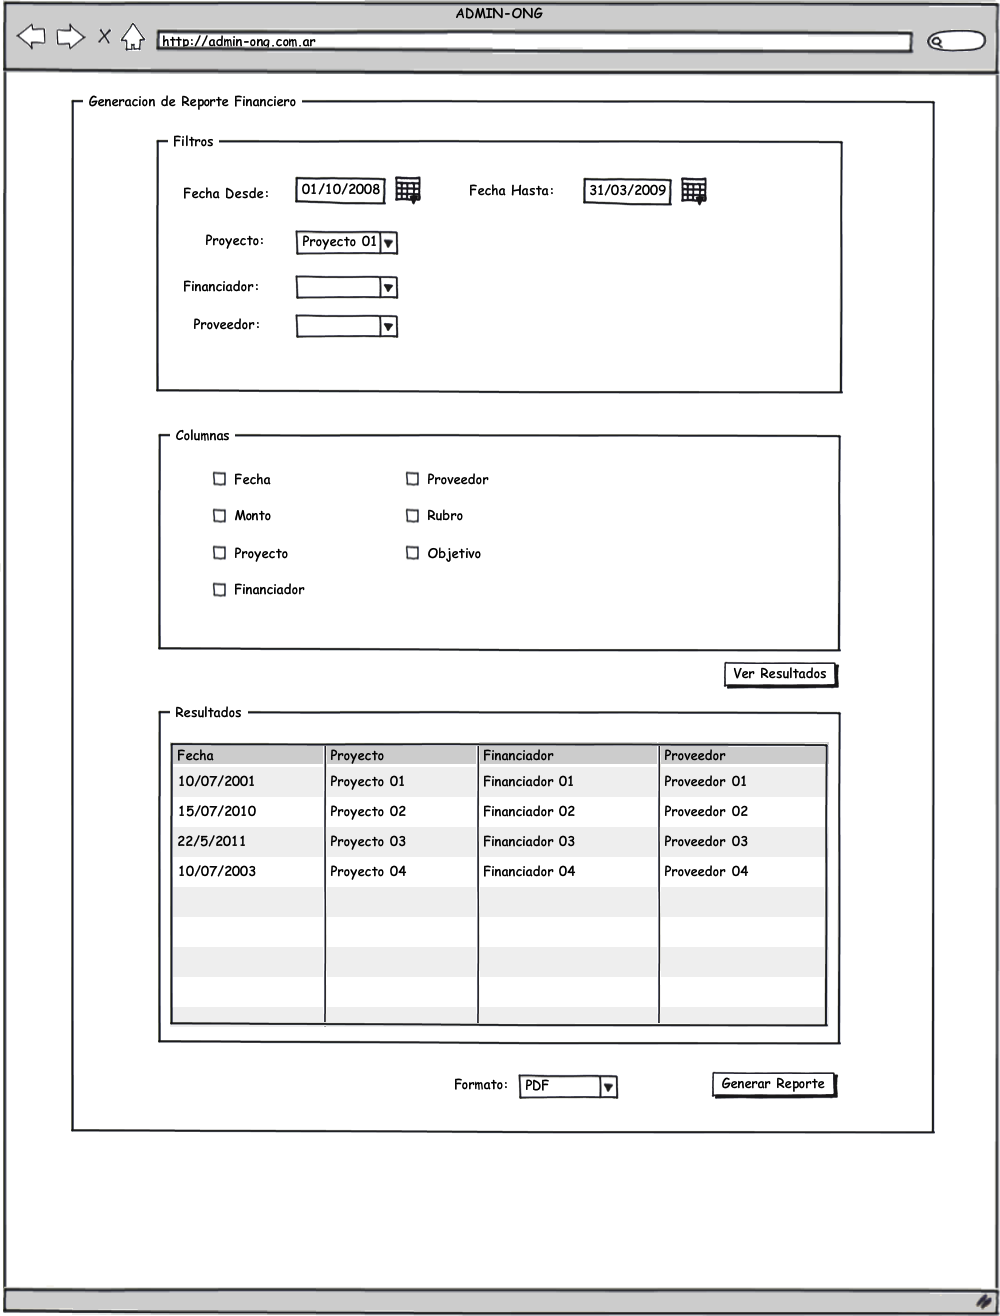 ADMIN-ONG
http://admin-ong.com.ar
Generacion de Reporte Financiero
Filtros
Fecha Desde: 01/10/2008 Fecha Hasta: 31/03/2009
Proyecto: Proyecto 01
Financiador:
Proveedor:
Columnas
Fecha Proveedor
Monto Rubro
Proyecto Objetivo
Financiador
Ver Resultados
Resultados
Fecha Proyecto Financiador Proveedor
10/07/2001 Proyecto 01 Financiador 01 Proveedor 01
15/07/2010 Proyecto 02 Financiador 02 Proveedor 02
22/5/2011 Proyecto 03 Financiador 03 Proveedor 03
10/07/2003 Proyecto 04 Financiador 04 Proveedor 04
Formato: PDF Generar Reporte